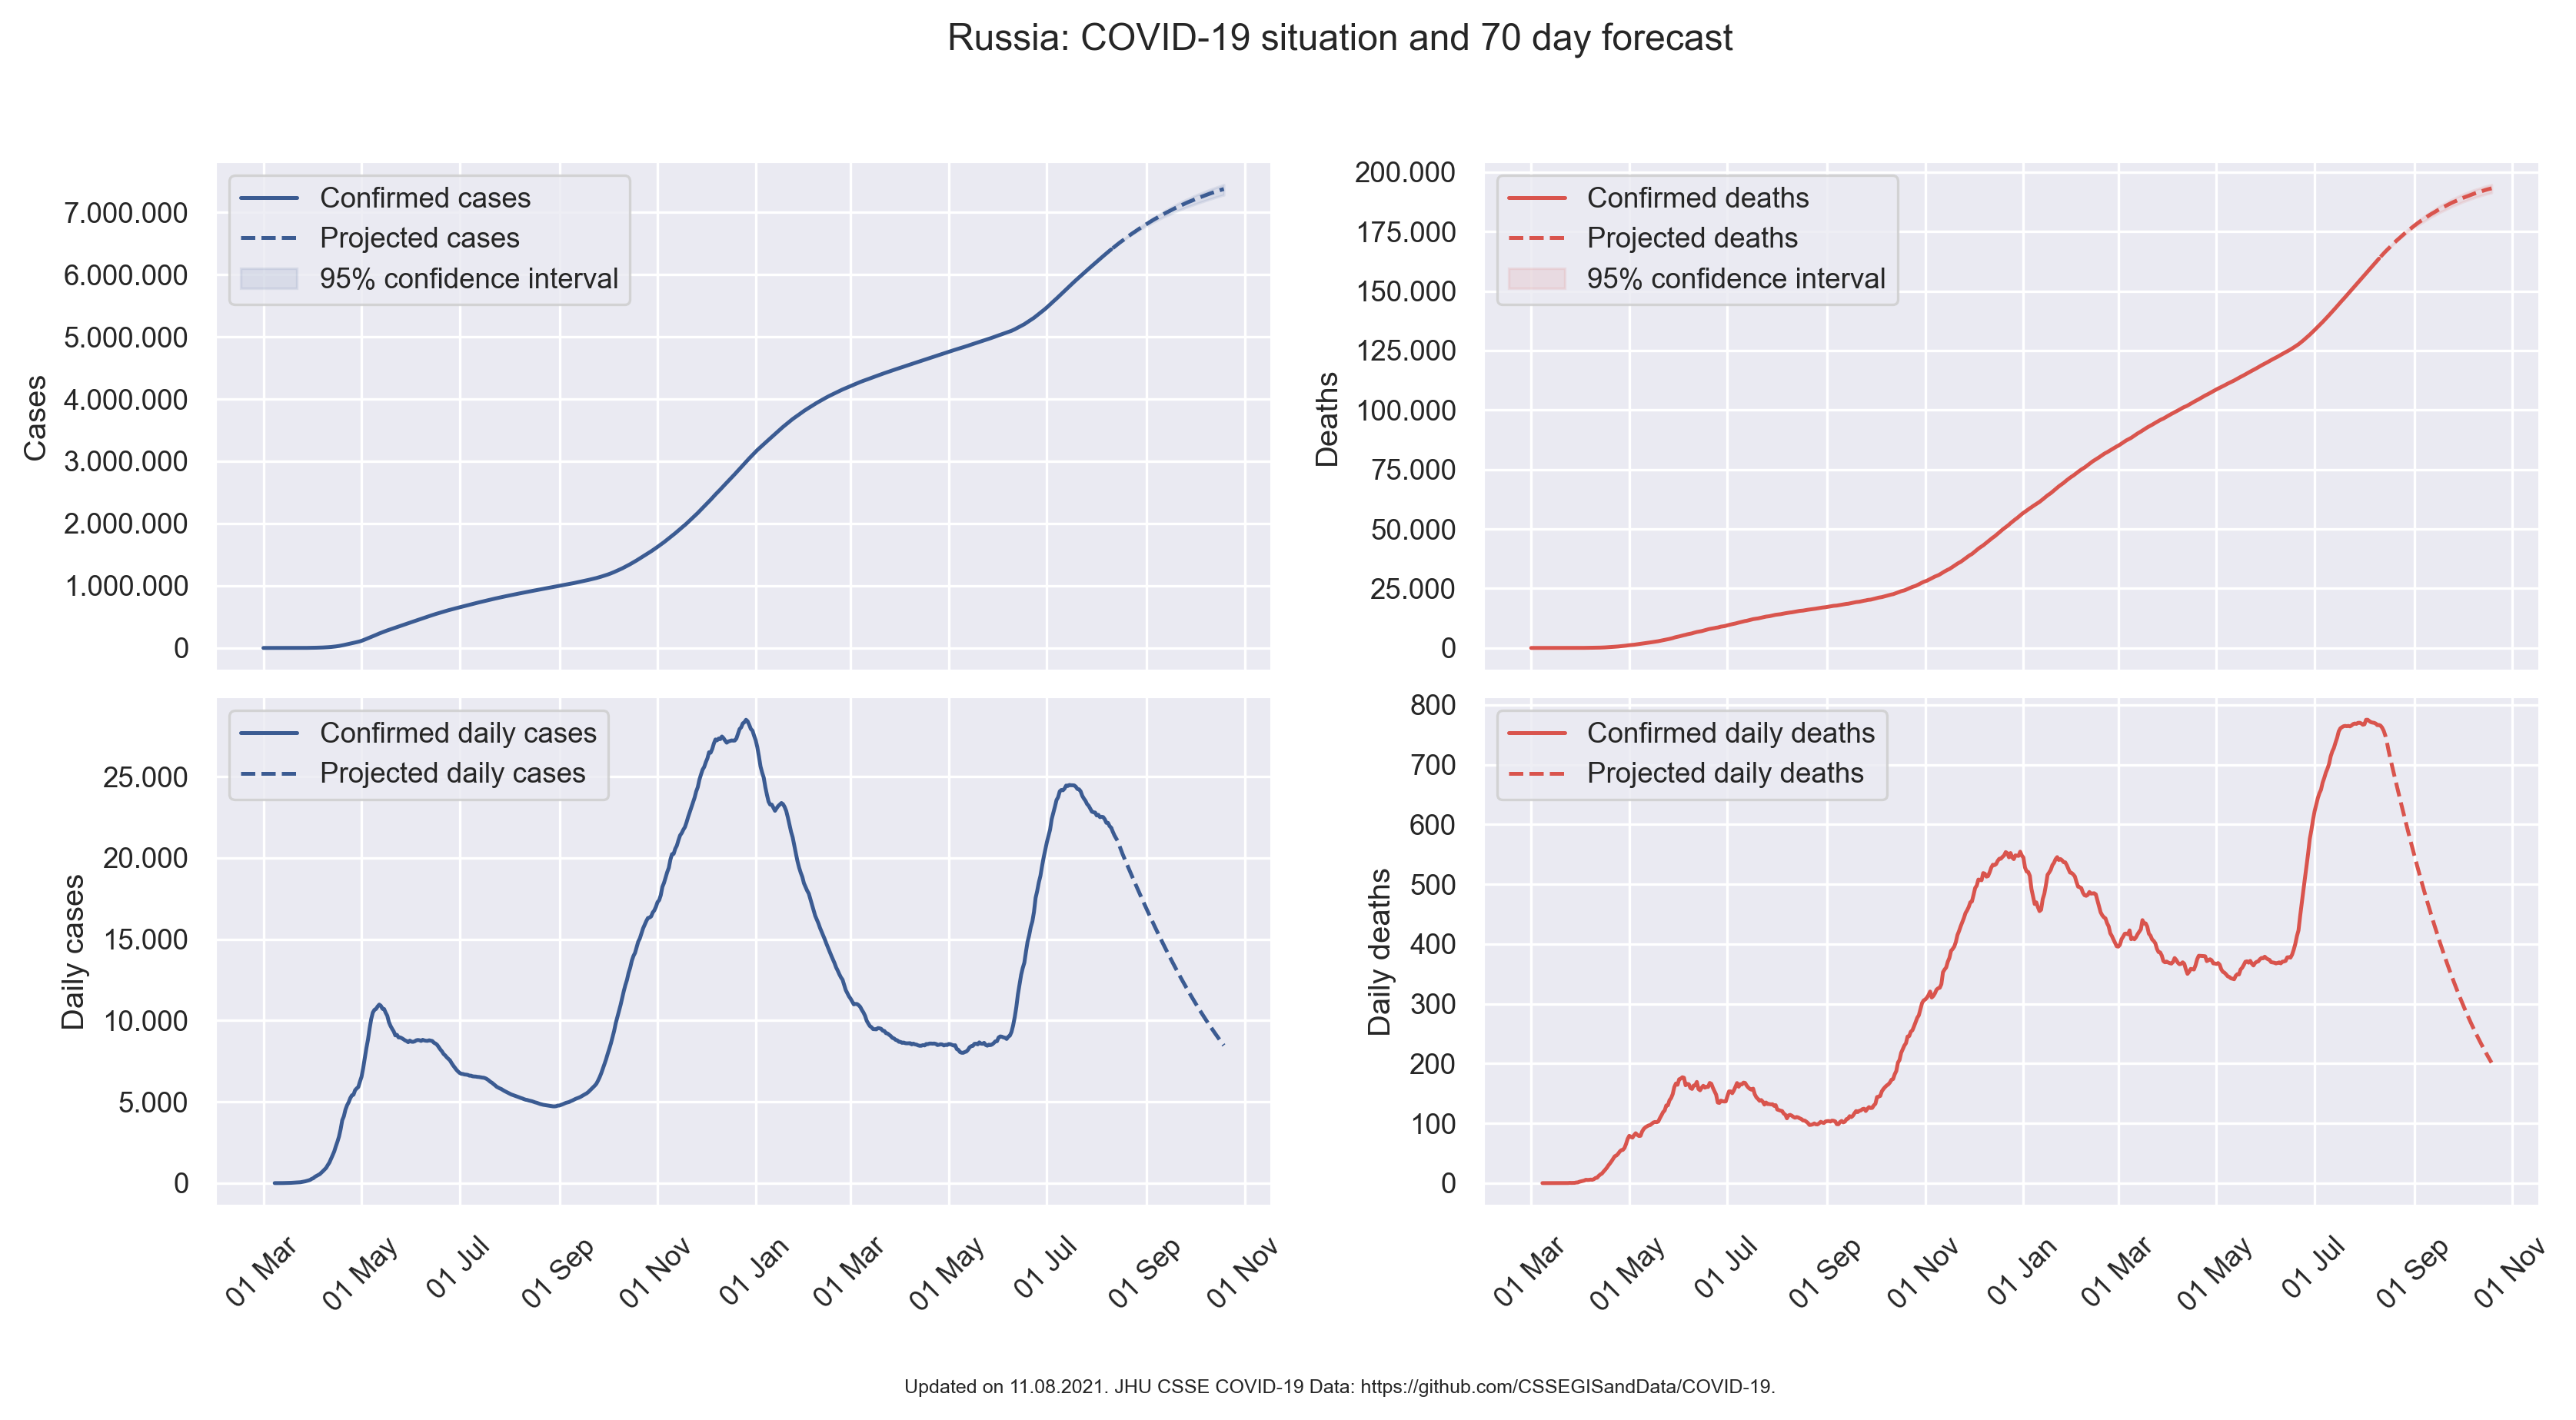 Russia: COVID-19 situation and 70 day forecast
Confirmed cases
Projected cases
95% confidence interval
7.000.000
6.000.000
5.000.000
4.000.000
3.000.000
2.000.000
1.000.000
0
Cases
Confirmed deaths
Projected deaths
95% confidence interval
200.000
175.000
150.000
125.000
100.000
75.000
50.000
25.000
0
Deaths
Confirmed daily cases
Projected daily cases
25.000
20.000
15.000
10.000
5.000
0
Daily cases
01 Mar
01 May
01 Jul
01 Sep
01 Nov
01 Jan
01 Mar
01 May
01 Jul
01 Sep
01 Nov
Confirmed daily deaths
Projected daily deaths
800
700
600
500
400
300
200
100
0
Daily deaths
01 Mar
01 May
01 Jul
01 Sep
01 Nov
01 Jan
01 Mar
01 May
01 Jul
01 Sep
01 Nov
Updated on 11.08.2021. JHU CSSE COVID-19 Data: https://github.com/CSSEGISandData/COVID-19.